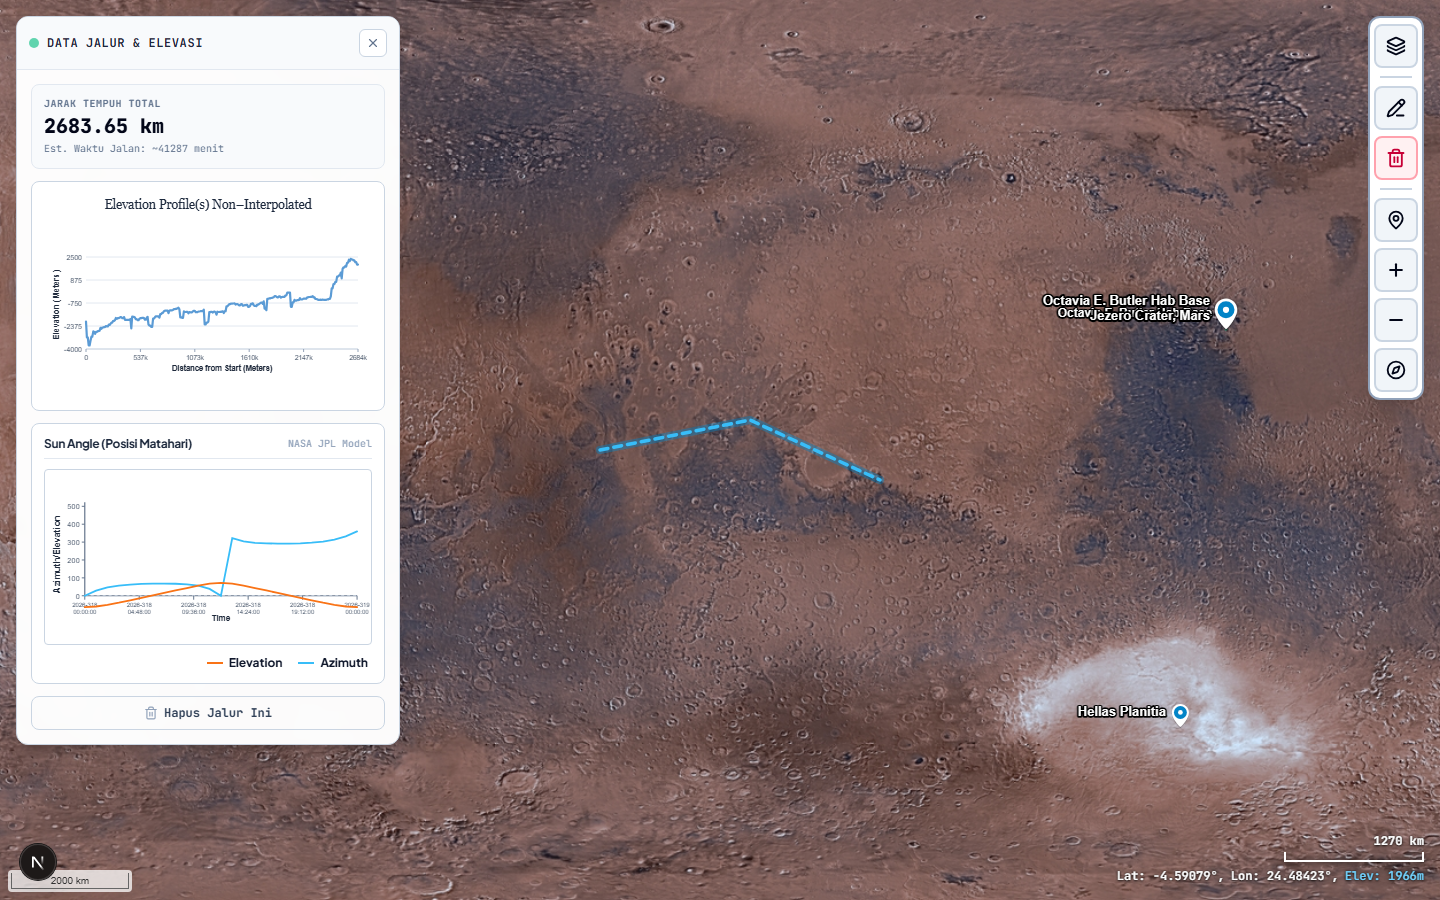 DATA JALUR & ELEVASI
JARAK TEMPUH TOTAL
2683.65 km
Est. Waktu Jalan: ~41287 menit
Elevation Profile(s) Non–Interpolated
Elevation (Meters)
2500
875
-750
-2375
-4000
0 537k 1073k 1610k 2147k 2684k
Distance from Start (Meters)
Sun Angle (Posisi Matahari) NASA JPL Model
Azimuth/Elevation
500
400
300
200
100
0
2026-318 2026-318 2026-318 2026-318 2026-318 2026-319
00:00:00 04:48:00 09:36:00 14:24:00 19:12:00 00:00:00
Time
Elevation Azimuth
Hapus Jalur Ini
N
2000 km
Octavia E. Butler Hab Base
Jezero Crater, Mars
Hellas Planitia
1270 km
Lat: -4.59079°, Lon: 24.48423°, Elev: 1966m